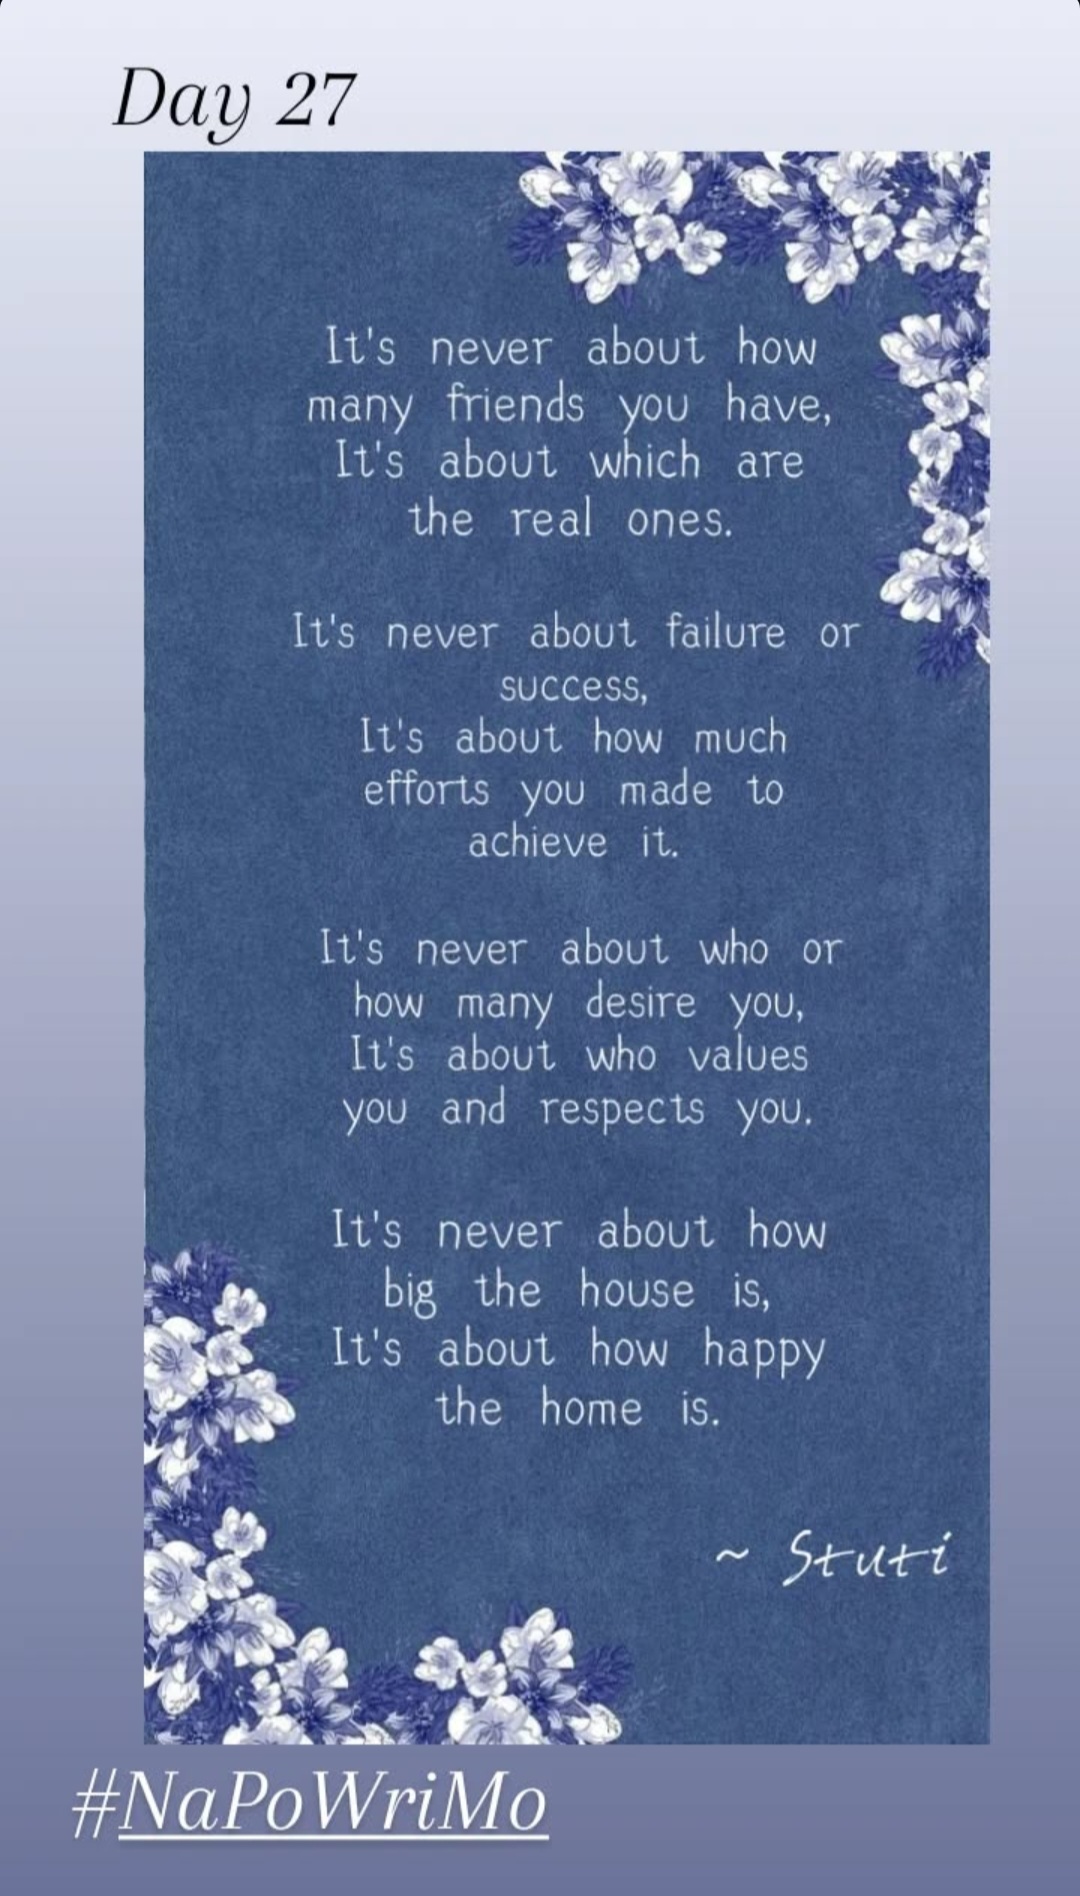 Day 27
It's never about how
many friends you have,
It's about which are
the real ones.
It's never about failure or
success,
It's about how much
efforts you made to
achieve it.
It's never about who or
how many desire you,
It's about who values
you and respects you.
It's never about how
big the house is,
It's about how happy
the home is.
~ Stuti
#NaPoWriMo